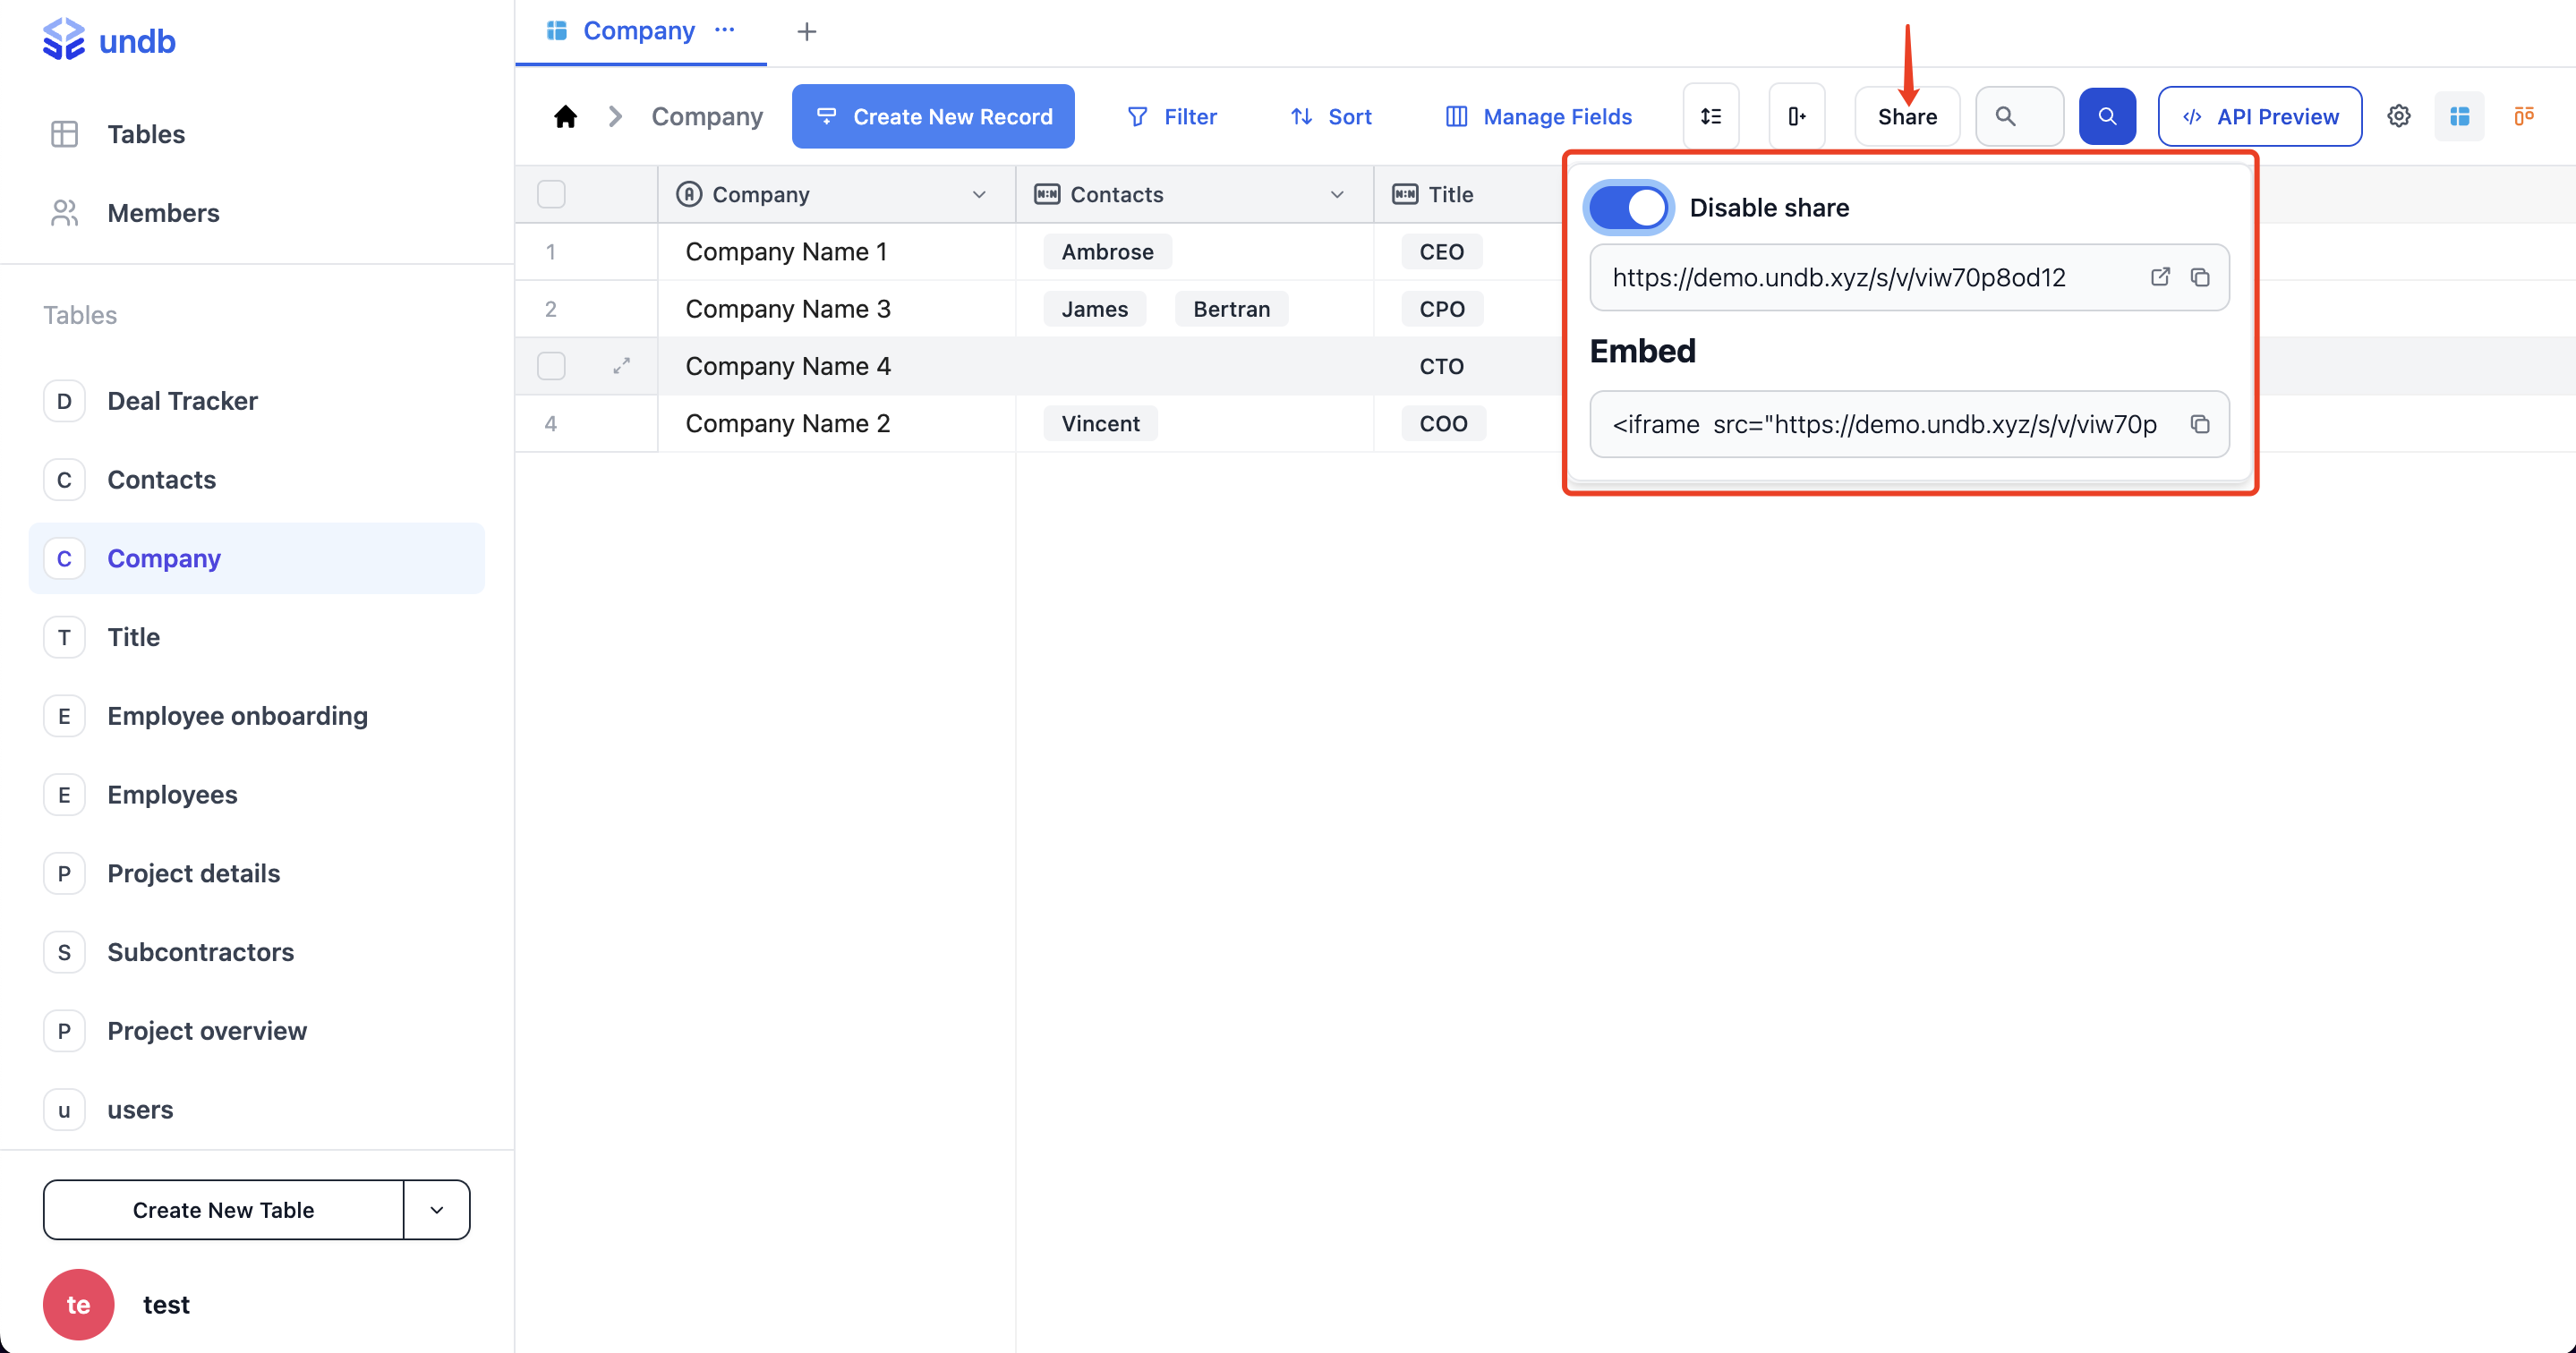 undb
Tables
Members
Tables
D Deal Tracker
C Contacts
C Company
T Title
E Employee onboarding
E Employees
P Project details
S Subcontractors
P Project overview
u users
Create New Table
te test
Company ··· +
Company Create New Record Filter Sort Manage Fields Share API Preview
Company Contacts Title
1 Company Name 1 Ambrose CEO
2 Company Name 3 James Bertran CPO
Company Name 4 CTO
4 Company Name 2 Vincent COO
Disable share
https://demo.undb.xyz/s/v/viw70p8od12
Embed
<iframe src="https://demo.undb.xyz/s/v/viw70p